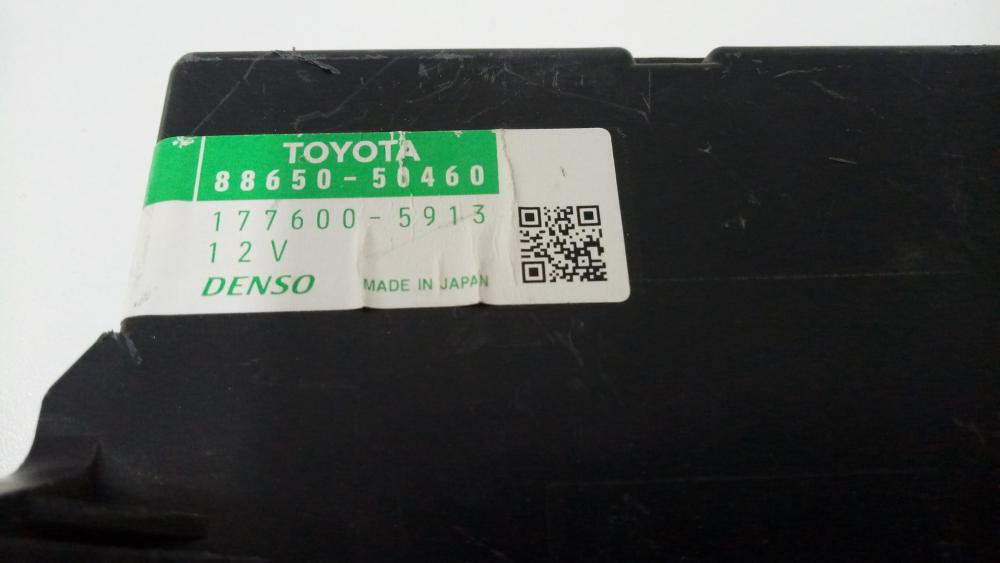 TOYOTA
88650-50460
177600-5913
12V
DENSO MADE IN JAPAN